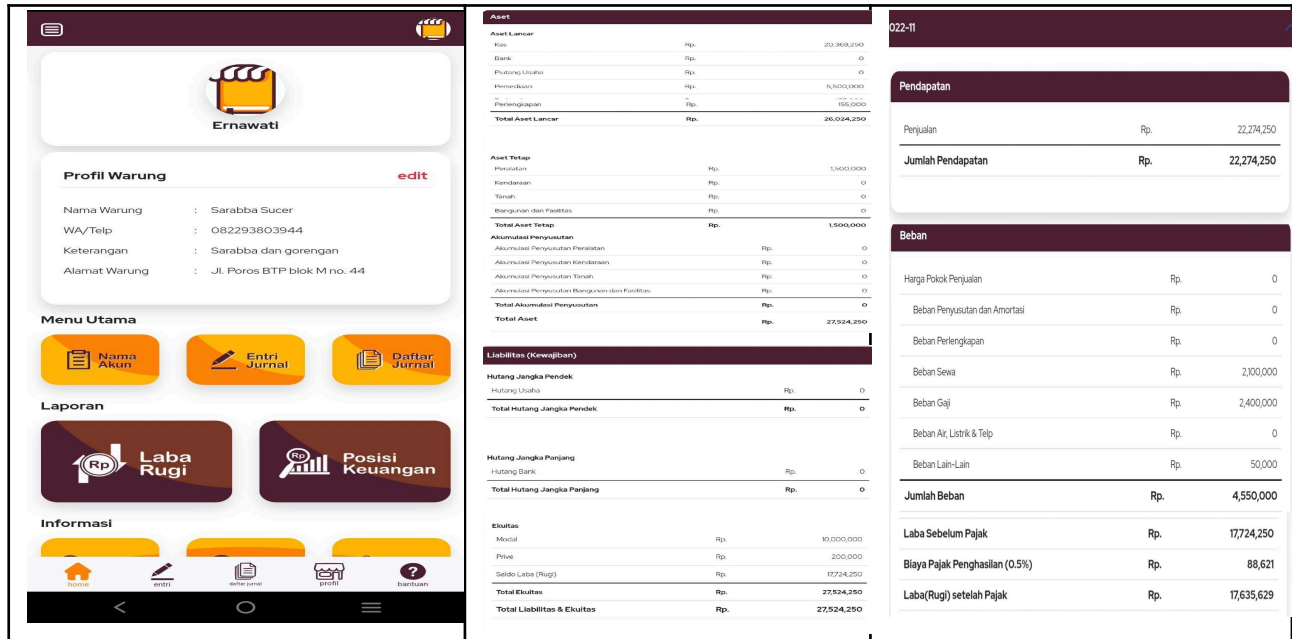 Ernawati
Profil Warung edit
Nama Warung : Sarabba Sucer
WA/Telp : 082293803944
Keterangan : Sarabba dan gorengan
Alamat Warung : Jl. Poros BTP blok M no. 44
Menu Utama
Nama Akun
Entri Jurnal
Daftar Jurnal
Laporan
Rp Laba Rugi
Rp Posisi Keuangan
Informasi
home
entri
daftar jurnal
profil
bantuan
Aset
Aset Lancar
Kas Rp. 20,369,250
Bank Rp. 0
Piutang Usaha Rp. 0
Persediaan Rp. 5,500,000
Perlengkapan Rp. 155,000
Total Aset Lancar Rp. 26,024,250
Aset Tetap
Peralatan Rp. 1,500,000
Kendaraan Rp. 0
Tanah Rp. 0
Bangunan dan Fasilitas Rp. 0
Total Aset Tetap Rp. 1,500,000
Akumulasi Penyusutan
Akumulasi Penyusutan Peralatan Rp. 0
Akumulasi Penyusutan Kendaraan Rp. 0
Akumulasi Penyusutan Tanah Rp. 0
Akumulasi Penyusutan Bangunan dan Fasilitas Rp. 0
Total Akumulasi Penyusutan Rp. 0
Total Aset Rp. 27,524,250
Liabilitas (Kewajiban)
Hutang Jangka Pendek
Hutang Usaha Rp. 0
Total Hutang Jangka Pendek Rp. 0
Hutang Jangka Panjang
Hutang Bank Rp. 0
Total Hutang Jangka Panjang Rp. 0
Ekuitas
Modal Rp. 10,000,000
Prive Rp. 200,000
Saldo Laba (Rugi) Rp. 17,724,250
Total Ekuitas Rp. 27,524,250
Total Liabilitas & Ekuitas Rp. 27,524,250
022-11
Pendapatan
Penjualan Rp. 22,274,250
Jumlah Pendapatan Rp. 22,274,250
Beban
Harga Pokok Penjualan Rp. 0
Beban Penyusutan dan Amortasi Rp. 0
Beban Perlengkapan Rp. 0
Beban Sewa Rp. 2,100,000
Beban Gaji Rp. 2,400,000
Beban Air, Listrik & Telp Rp. 0
Beban Lain-Lain Rp. 50,000
Jumlah Beban Rp. 4,550,000
Laba Sebelum Pajak Rp. 17,724,250
Biaya Pajak Penghasilan (0.5%) Rp. 88,621
Laba(Rugi) setelah Pajak Rp. 17,635,629